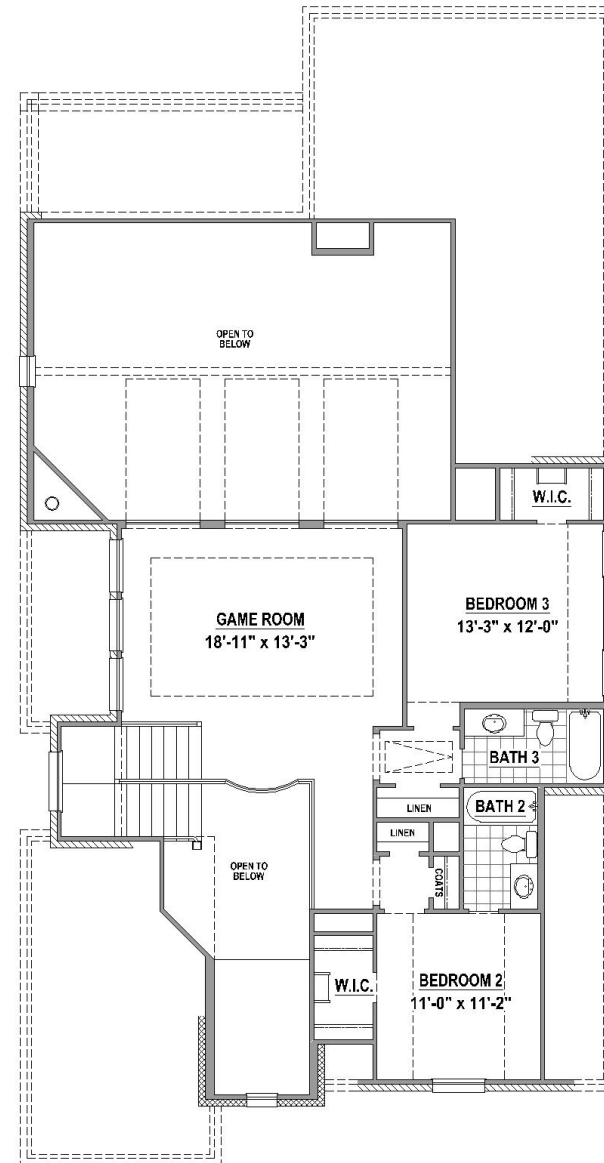 OPEN TO
BELOW
W.I.C.
BEDROOM 3
13'-3" x 12'-0"
GAME ROOM
18'-11" x 13'-3"
BATH 3
LINEN
BATH 2
LINEN
OPEN TO
BELOW
COATS
W.I.C.
BEDROOM 2
11'-0" x 11'-2"